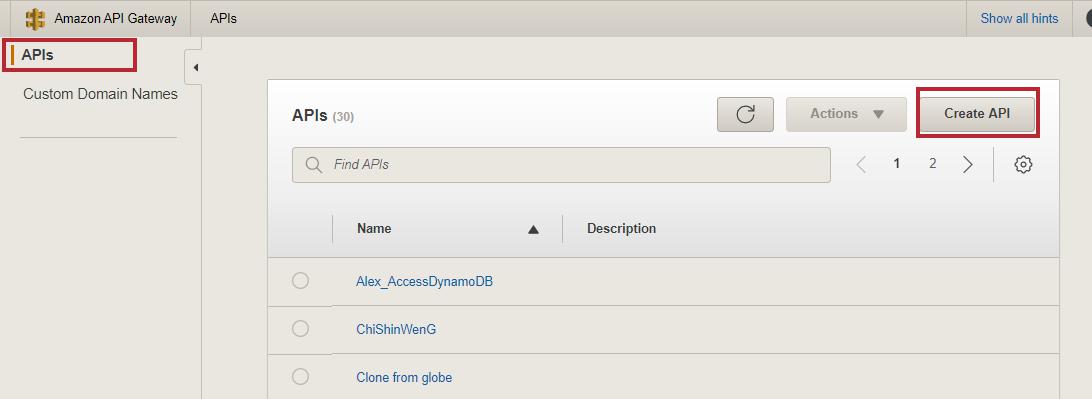 Amazon API Gateway APIs Show all hints
APIs
Custom Domain Names
APIs (30) Actions Create API
Find APIs 1 2
Name Description
Alex_AccessDynamoDB
ChiShinWenG
Clone from globe